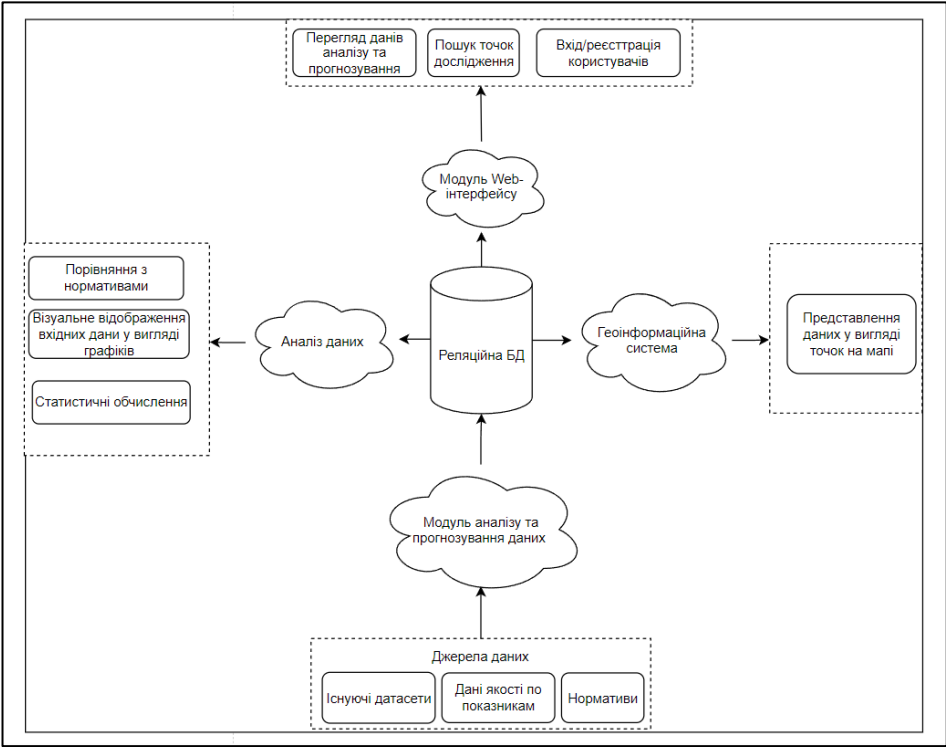 Перегляд данів
аналізу та
прогнозування
Пошук точок
дослідження
Вхід/реєсттрація
користувачів
Модуль Web-
інтерфейсу
Порівняння з
нормативами
Візуальне відображення
вхідних дани у вигляді
графіків
Статистичні обчислення
Аналіз даних
Реляційна БД
Геоінформаційна
система
Представлення
даних у вигляді
точок на мапі
Модуль аналізу та
прогнозування даних
Джерела даних
Існуючі датасети
Дані якості по
показникам
Нормативи